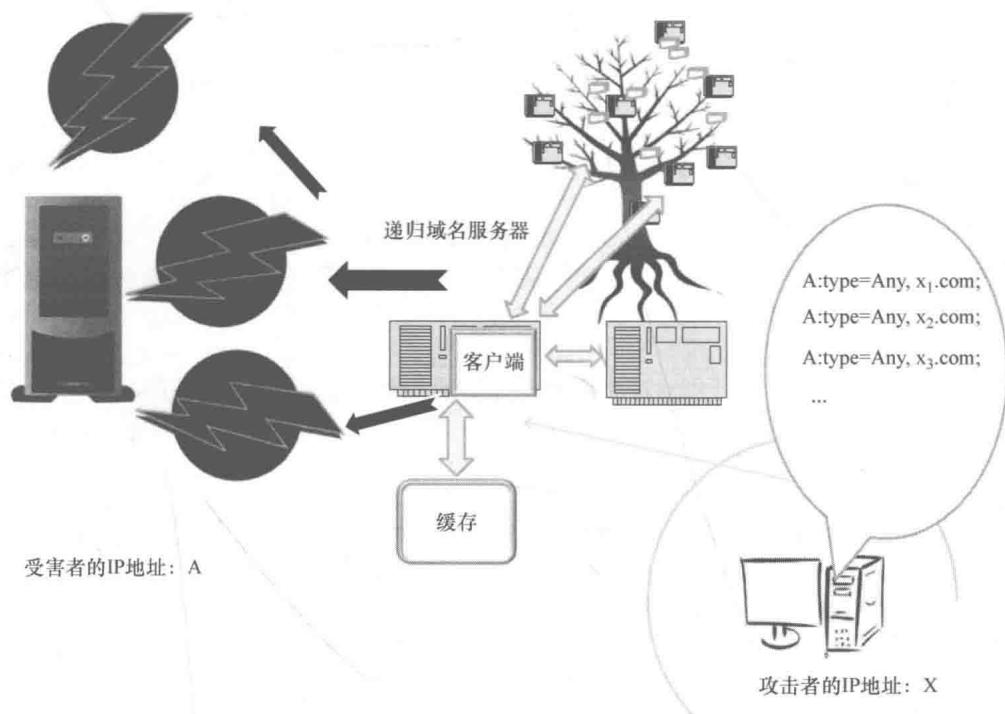 递归域名服务器
A:type=Any, x₁.com;
A:type=Any, x₂.com;
A:type=Any, x₃.com;
...
客户端
缓存
受害者的IP地址：A
攻击者的IP地址：X